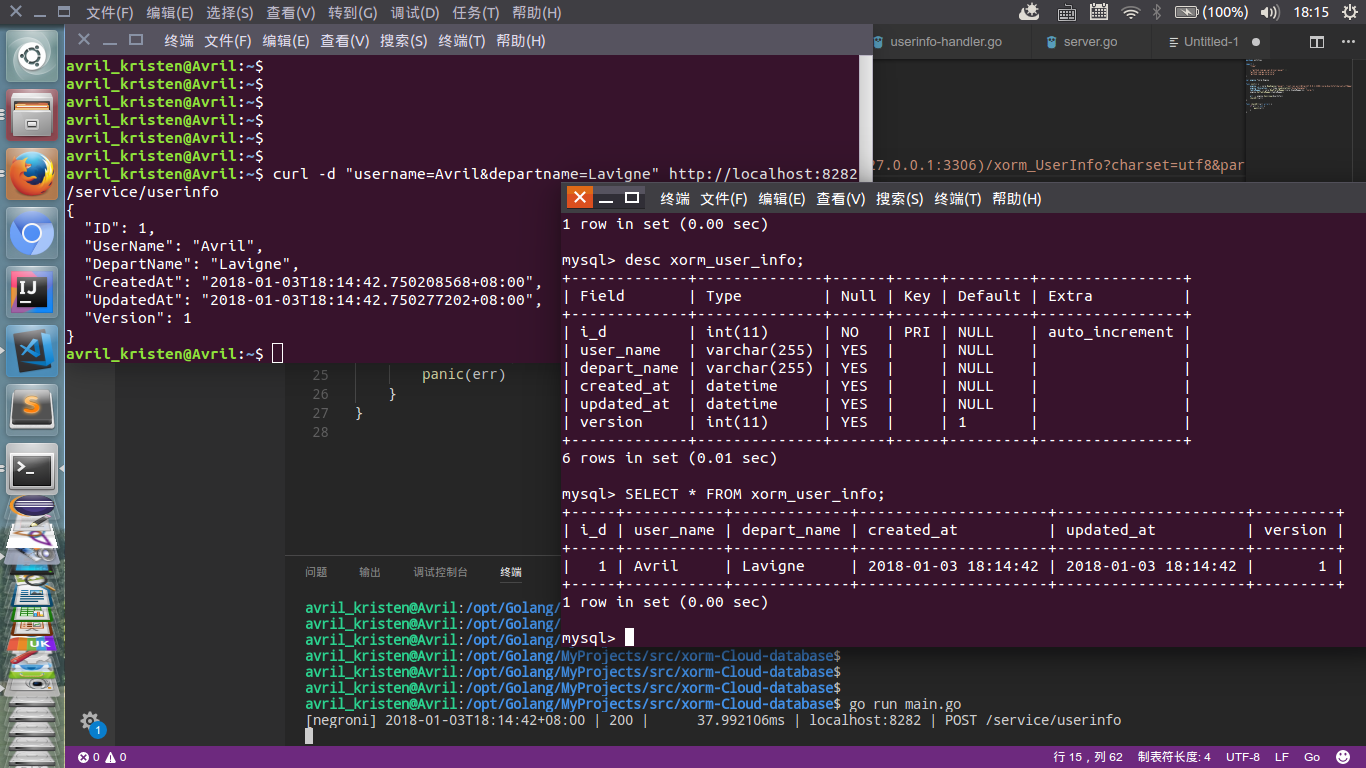 文件(F) 编辑(E) 选择(S) 查看(V) 转到(G) 调试(D) 任务(T) 帮助(H)
(100%) 18:15
终端 文件(F) 编辑(E) 查看(V) 搜索(S) 终端(T) 帮助(H)
userinfo-handler.go server.go Untitled-1
avril_kristen@Avril:~$
avril_kristen@Avril:~$
avril_kristen@Avril:~$
avril_kristen@Avril:~$
avril_kristen@Avril:~$
avril_kristen@Avril:~$
avril_kristen@Avril:~$ curl -d "username=Avril&departname=Lavigne" http://localhost:8282
/service/userinfo
{
  "ID": 1,
  "UserName": "Avril",
  "DepartName": "Lavigne",
  "CreatedAt": "2018-01-03T18:14:42.750208568+08:00",
  "UpdatedAt": "2018-01-03T18:14:42.750277202+08:00",
  "Version": 1
}
avril_kristen@Avril:~$
27.0.0.1:3306)/xorm_UserInfo?charset=utf8&par
终端 文件(F) 编辑(E) 查看(V) 搜索(S) 终端(T) 帮助(H)
1 row in set (0.00 sec)
mysql> desc xorm_user_info;
+-------------+--------------+------+-----+---------+----------------+
| Field       | Type         | Null | Key | Default | Extra          |
+-------------+--------------+------+-----+---------+----------------+
| i_d         | int(11)      | NO   | PRI | NULL    | auto_increment |
| user_name   | varchar(255) | YES  |     | NULL    |                |
| depart_name | varchar(255) | YES  |     | NULL    |                |
| created_at  | datetime     | YES  |     | NULL    |                |
| updated_at  | datetime     | YES  |     | NULL    |                |
| version     | int(11)      | YES  |     | 1       |                |
+-------------+--------------+------+-----+---------+----------------+
6 rows in set (0.01 sec)
mysql> SELECT * FROM xorm_user_info;
+-----+-----------+-------------+---------------------+---------------------+---------+
| i_d | user_name | depart_name | created_at          | updated_at          | version |
+-----+-----------+-------------+---------------------+---------------------+---------+
|   1 | Avril     | Lavigne     | 2018-01-03 18:14:42 | 2018-01-03 18:14:42 |       1 |
+-----+-----------+-------------+---------------------+---------------------+---------+
1 row in set (0.00 sec)
mysql>
25 panic(err)
26 }
27 }
28
问题 输出 调试控制台 终端
avril_kristen@Avril:/opt/Golang/
avril_kristen@Avril:/opt/Golang/
avril_kristen@Avril:/opt/Golang/
avril_kristen@Avril:/opt/Golang/MyProjects/src/xorm-Cloud-database$
avril_kristen@Avril:/opt/Golang/MyProjects/src/xorm-Cloud-database$
avril_kristen@Avril:/opt/Golang/MyProjects/src/xorm-Cloud-database$
avril_kristen@Avril:/opt/Golang/MyProjects/src/xorm-Cloud-database$ go run main.go
[negroni] 2018-01-03T18:14:42+08:00 | 200 |      37.992106ms | localhost:8282 | POST /service/userinfo
IJ
S
UK
1
0 0 行 15，列 62 制表符长度: 4 UTF-8 LF Go